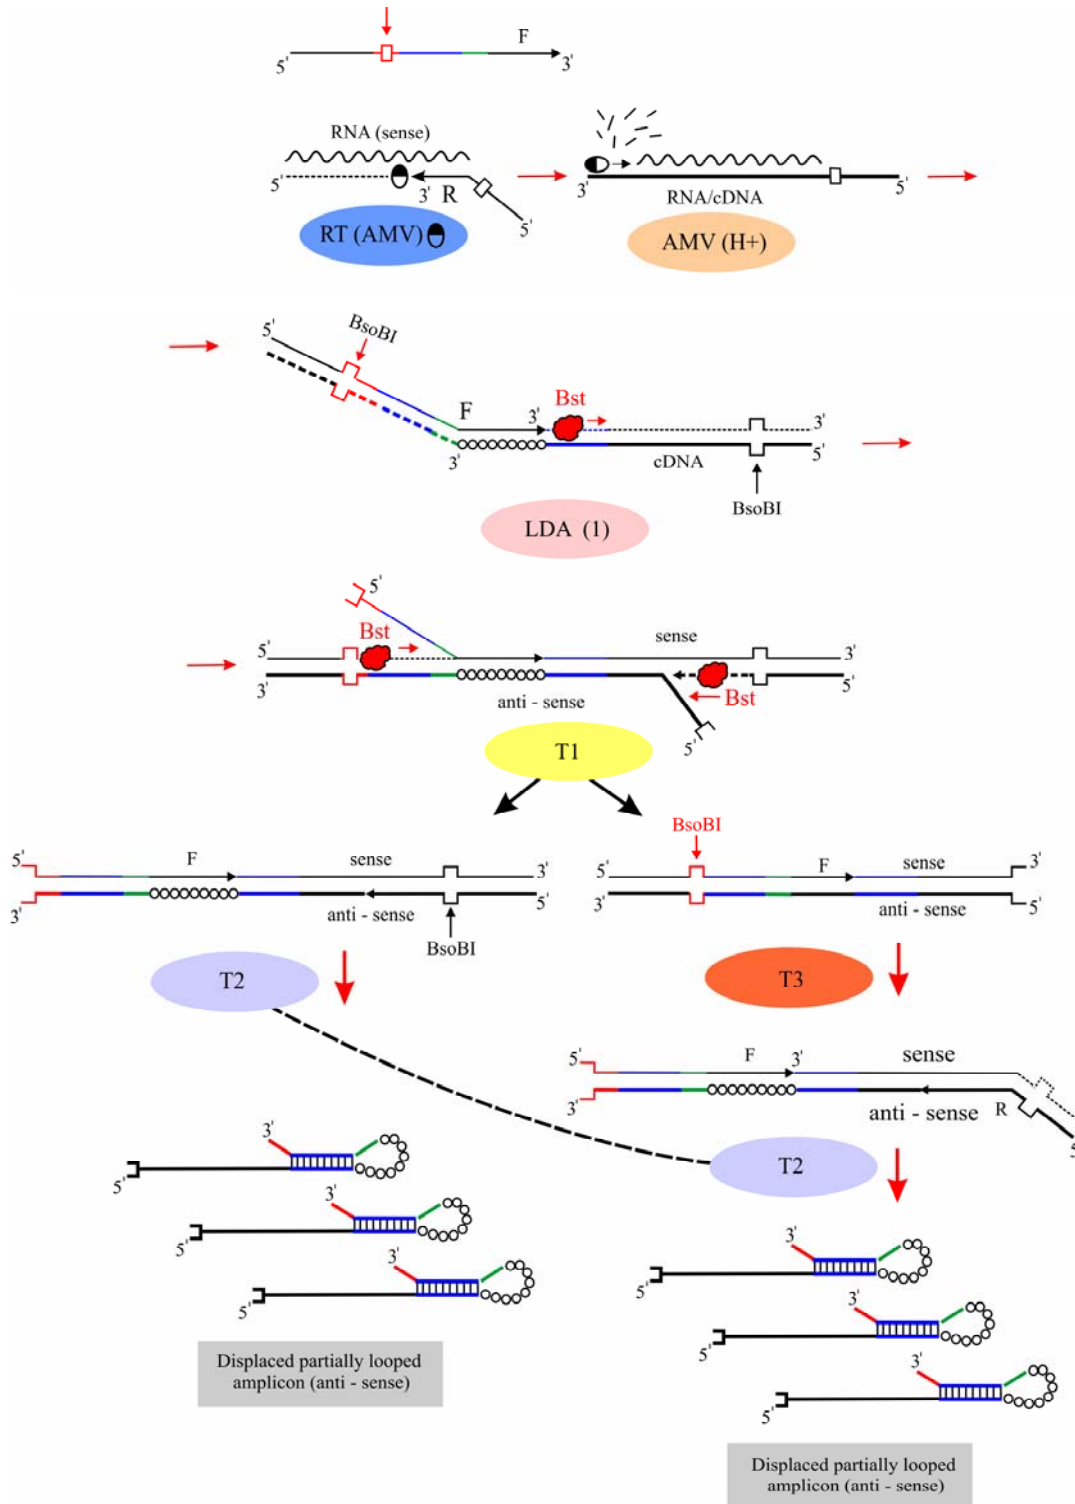 F
5'
3'
RNA (sense)
5'
3'
R
5'
RT (AMV)
3'
RNA/cDNA
5'
AMV (H+)
5'
BsoBI
F
3'
Bst
3'
3'
cDNA
5'
BsoBI
LDA (1)
5'
Bst
sense
5'
3'
3'
anti - sense
Bst
5'
5'
T1
BsoBI
5'
F
sense
3'
3'
anti - sense
5'
BsoBI
5'
F
sense
3'
3'
anti - sense
5'
T2
T3
5'
F
3'
sense
3'
anti - sense
R
5'
T2
3'
5'
3'
5'
3'
5'
Displaced partially looped
amplicon (anti - sense)
3'
5'
3'
5'
3'
5'
Displaced partially looped
amplicon (anti - sense)